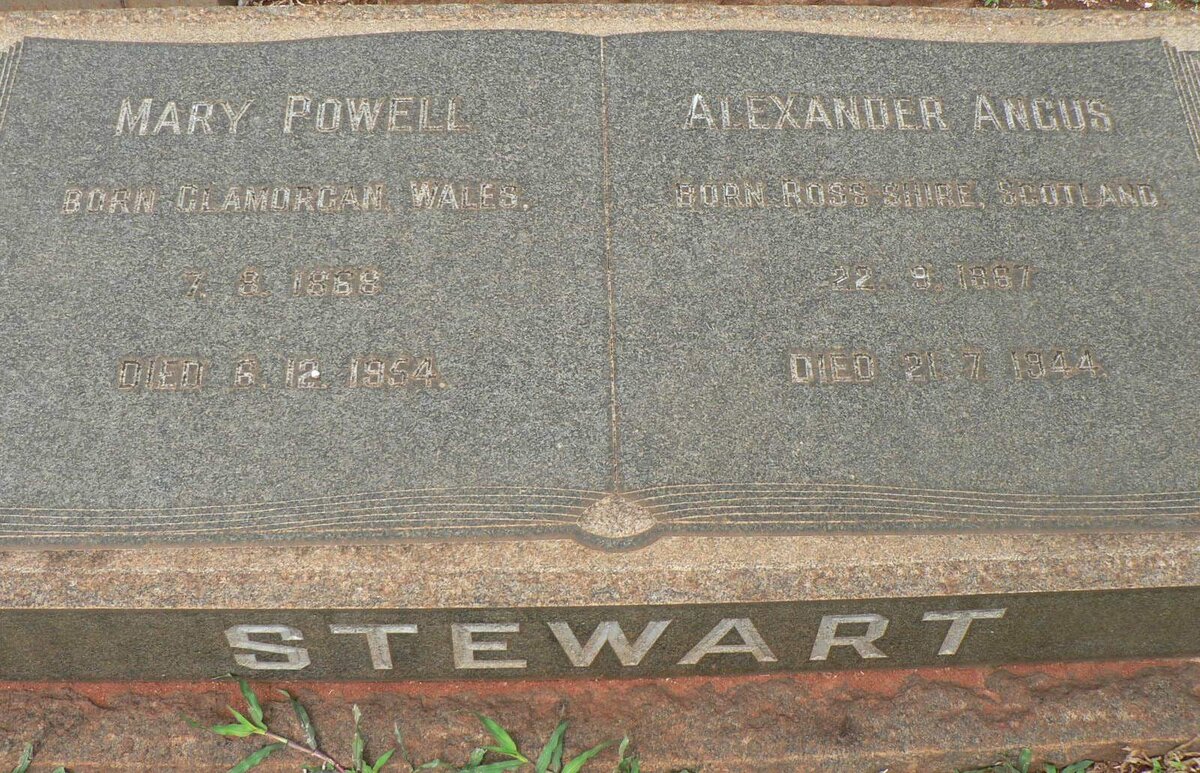 MARY POWELL
BORN GLAMORGAN, WALES.
7. 8. 1868
DIED 6. 12. 1954.
ALEXANDER ANGUS
BORN ROSS-SHIRE, SCOTLAND
22. 9. 1887
DIED 21. 7. 1944.
STEWART